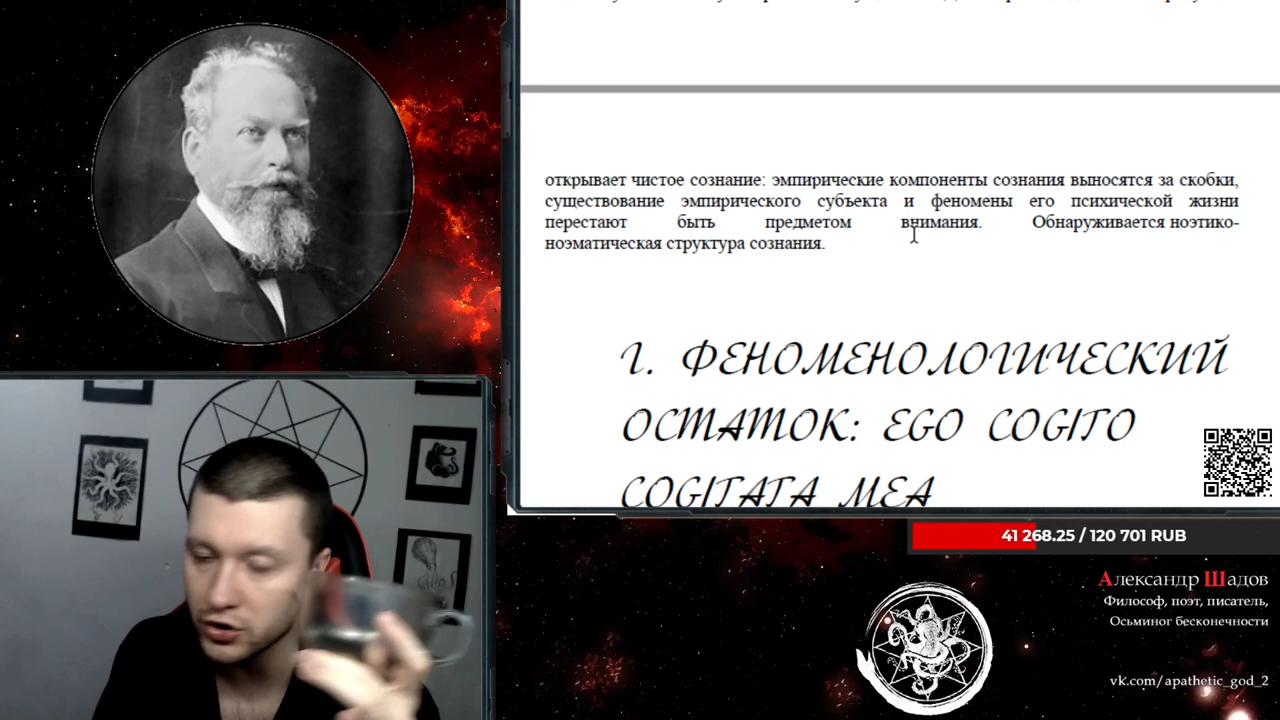 открывает чистое сознание: эмпирические компоненты сознания выносятся за скобки,
существование эмпирического субъекта и феномены его психической жизни
перестают быть предметом внимания. Обнаруживается ноэтико-
ноэматическая структура сознания.
Г. ФЕНОМЕНОЛОГИЧЕСКИЙ
ОСТАТОК: EGO COGITO
COGITATA MEA
41 268.25 / 120 701 RUB
Александр Шадов
Философ, поэт, писатель,
Осьминог бесконечности
vk.com/apathetic_god_2